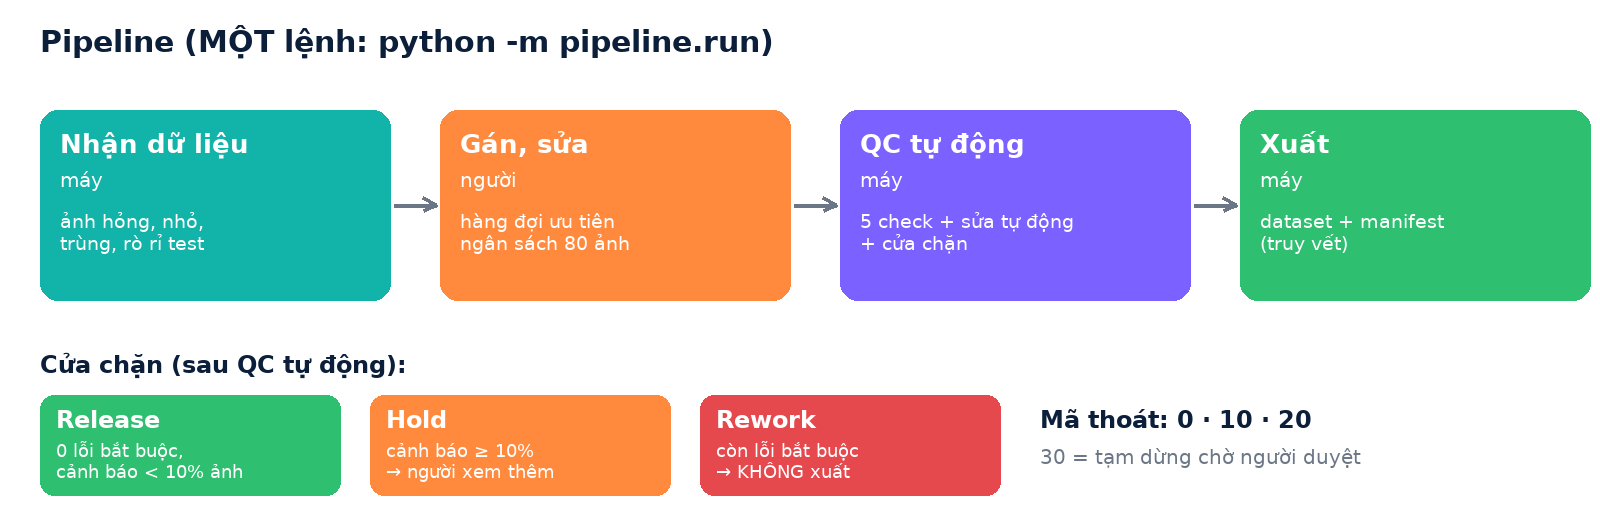 Pipeline (MỘT lệnh: python -m pipeline.run)
Nhận dữ liệu
máy
ảnh hỏng, nhỏ,
trùng, rò rỉ test
Gán, sửa
người
hàng đợi ưu tiên
ngân sách 80 ảnh
QC tự động
máy
5 check + sửa tự động
+ cửa chặn
Xuất
máy
dataset + manifest
(truy vết)
Cửa chặn (sau QC tự động):
Release
0 lỗi bắt buộc,
cảnh báo < 10% ảnh
Hold
cảnh báo ≥ 10%
→ người xem thêm
Rework
còn lỗi bắt buộc
→ KHÔNG xuất
Mã thoát: 0 · 10 · 20
30 = tạm dừng chờ người duyệt